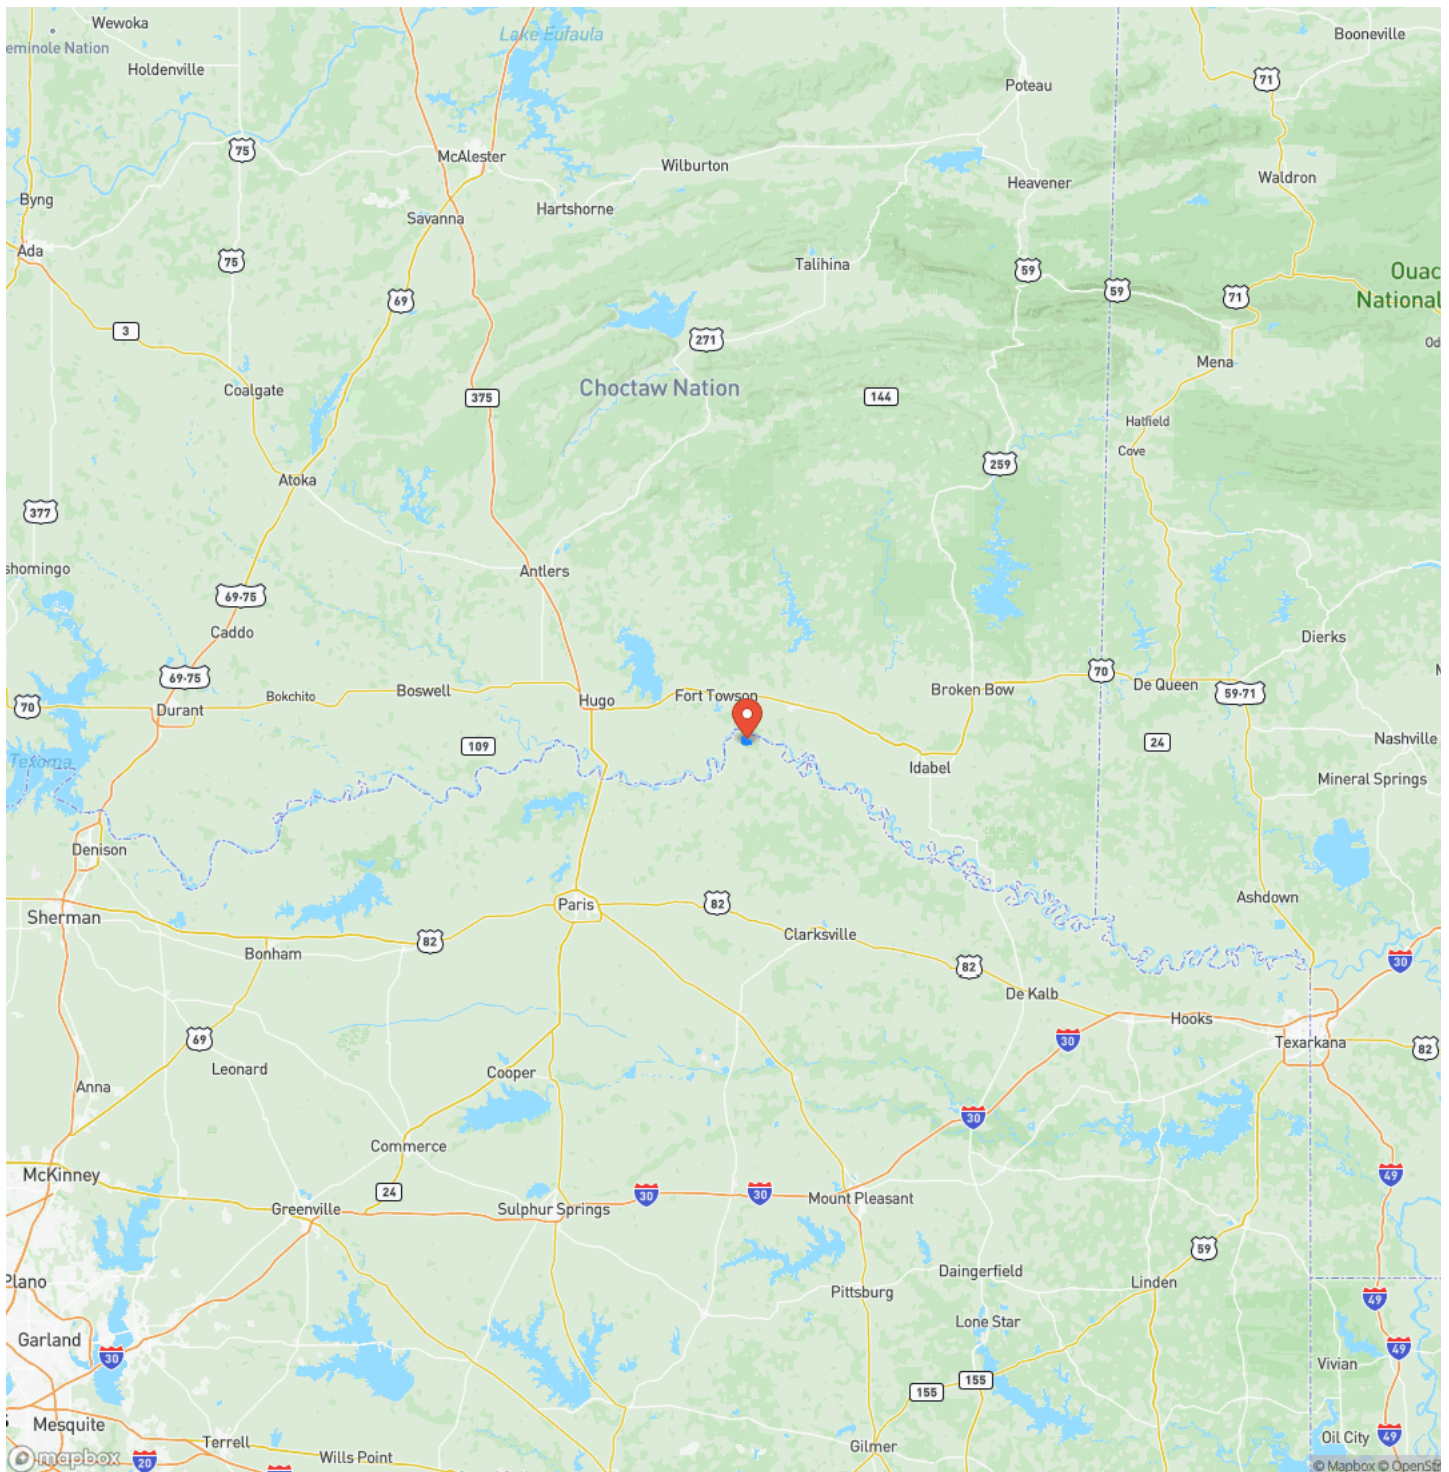 Wewoka
Lake Eufaula
Booneville
eminole Nation
Holdenville
71
Poteau
75
McAlester
Wilburton
Heavener
Waldron
Byng
Hartshorne
Savanna
Ada
75
Talihina
59
Ouac
National
69
59
71
3
271
Od
Mena
Coalgate
Choctaw Nation
375
144
Hatfield
Cove
259
Atoka
377
shomingo
Antlers
69-75
Caddo
Dierks
69-75
70
Boswell
Bokchito
Fort Towson
Broken Bow
De Queen
59-71
70
Durant
Hugo
109
24
Nashville
Texoma
Idabel
Mineral Springs
Denison
Sherman
Paris
82
Ashdown
Clarksville
82
Bonham
82
30
De Kalb
Hooks
69
30
Texarkana
82
Leonard
Cooper
Anna
30
Commerce
McKinney
49
24
30
30
Mount Pleasant
Greenville
Sulphur Springs
59
Daingerfield
Plano
Linden
Pittsburg
49
Lone Star
Garland
30
49
Vivian
155
155
Mesquite
Terrell
Gilmer
Oil City
49
mapbox
20
Wills Point
© Mapbox © OpenStr